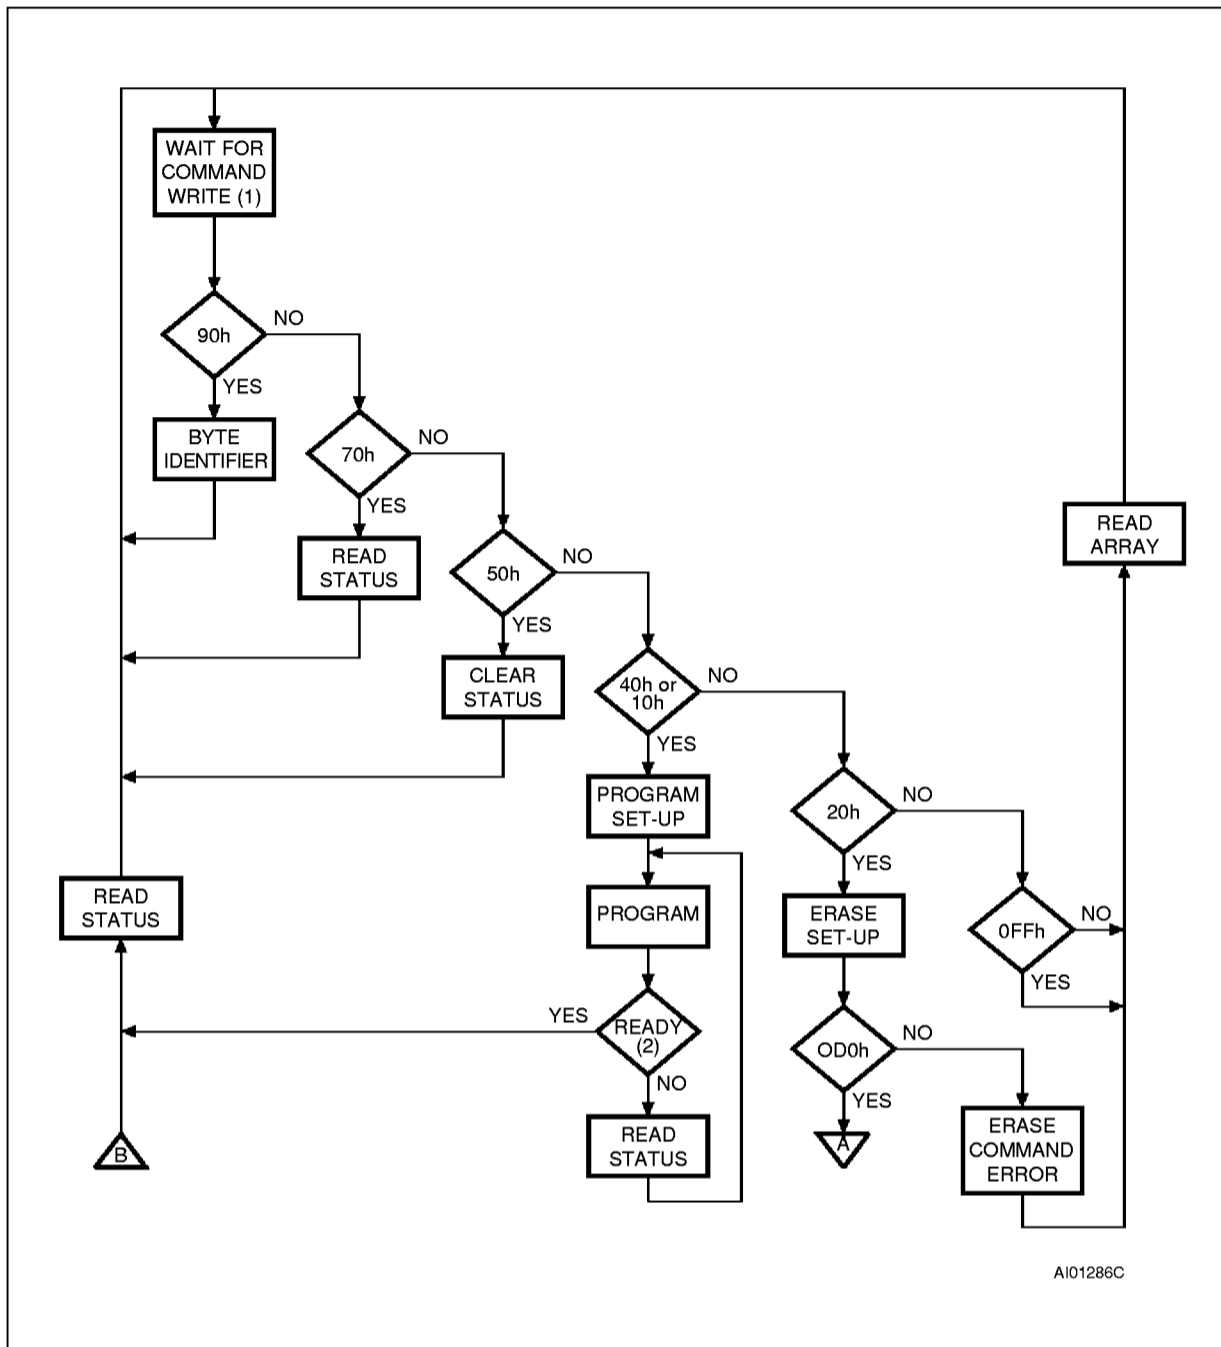 WAIT FOR
COMMAND
WRITE (1)
90h
NO
YES
BYTE
IDENTIFIER
70h
NO
YES
READ
STATUS
50h
NO
YES
CLEAR
STATUS
40h or
10h
NO
YES
PROGRAM
SET-UP
PROGRAM
READY
(2)
YES
NO
READ
STATUS
20h
NO
YES
ERASE
SET-UP
OD0h
NO
YES
A
ERASE
COMMAND
ERROR
0FFh
NO
YES
READ
ARRAY
READ
STATUS
B
AI01286C